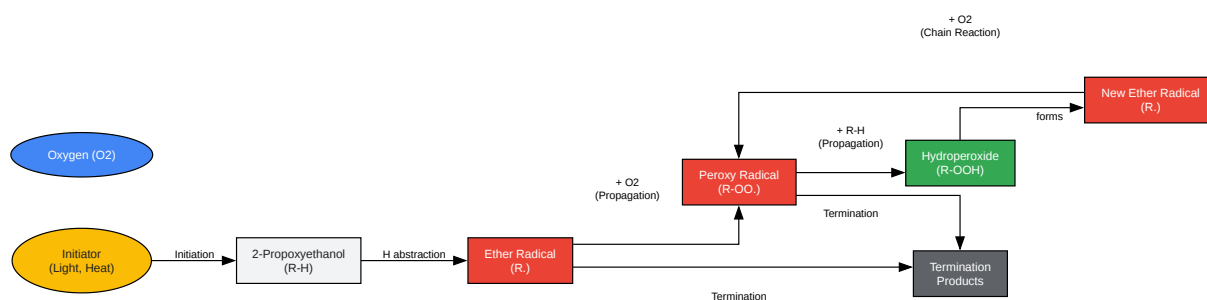 + O2
(Chain Reaction)
New Ether Radical
(R.)
forms
+ R-H
(Propagation)
Oxygen (O2)
Hydroperoxide
(R-OOH)
Peroxy Radical
(R-OO.)
+ O2
(Propagation)
Termination
Initiator
(Light, Heat)
Initiation
2-Propoxyethanol
(R-H)
H abstraction
Ether Radical
(R.)
Termination
Products
Termination